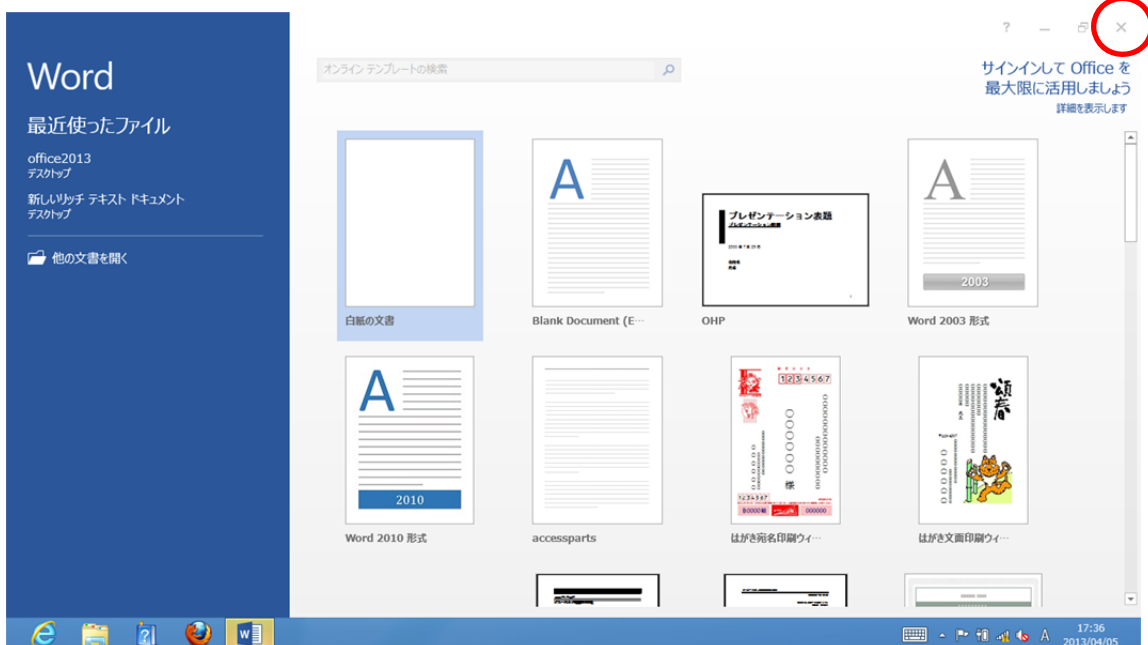 Word
最近使ったファイル
office2013
デスクトップ
新しいリッチ テキスト ドキュメント
デスクトップ
他の文書を開く
?
オンライン テンプレートの検索
サインインして Office を
最大限に活用しましょう
詳細を表示します
白紙の文書
A
Blank Document (E…
プレゼンテーション表題
OHP
A
2003
Word 2003 形式
A
2010
Word 2010 形式
accessparts
1234567
様
1234567
はがき宛名印刷ウィ…
頌春
はがき文面印刷ウィ…
A
17:36
2013/04/05